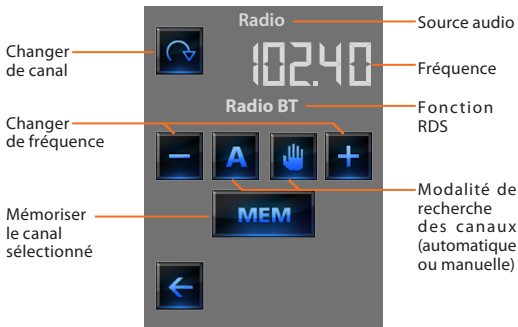 Radio
Source audio
Changer
de canal
102.40
Fréquence
Radio BT
Fonction
RDS
Changer
de fréquence
− A +
Modalité de
recherche
des canaux
(automatique
ou manuelle)
Mémoriser
le canal
sélectionné
MEM